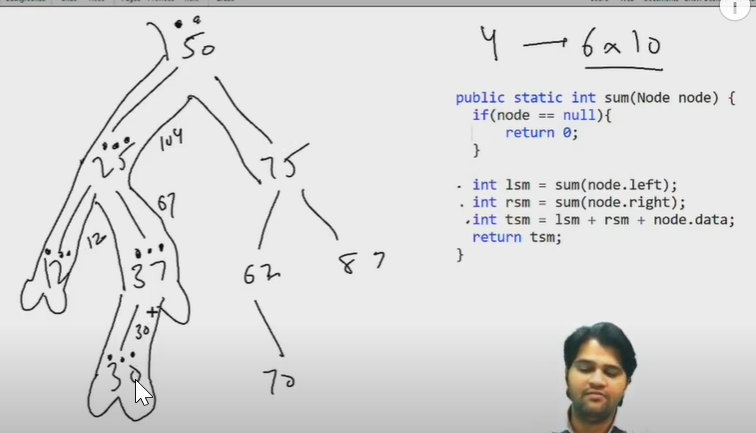 50
4 → 6x10
public static int sum(Node node) {
if(node == null){
return 0;
}
int lsm = sum(node.left);
int rsm = sum(node.right);
int tsm = lsm + rsm + node.data;
return tsm;
}
104
25
75
67
12
12
37
62
87
30
30
70